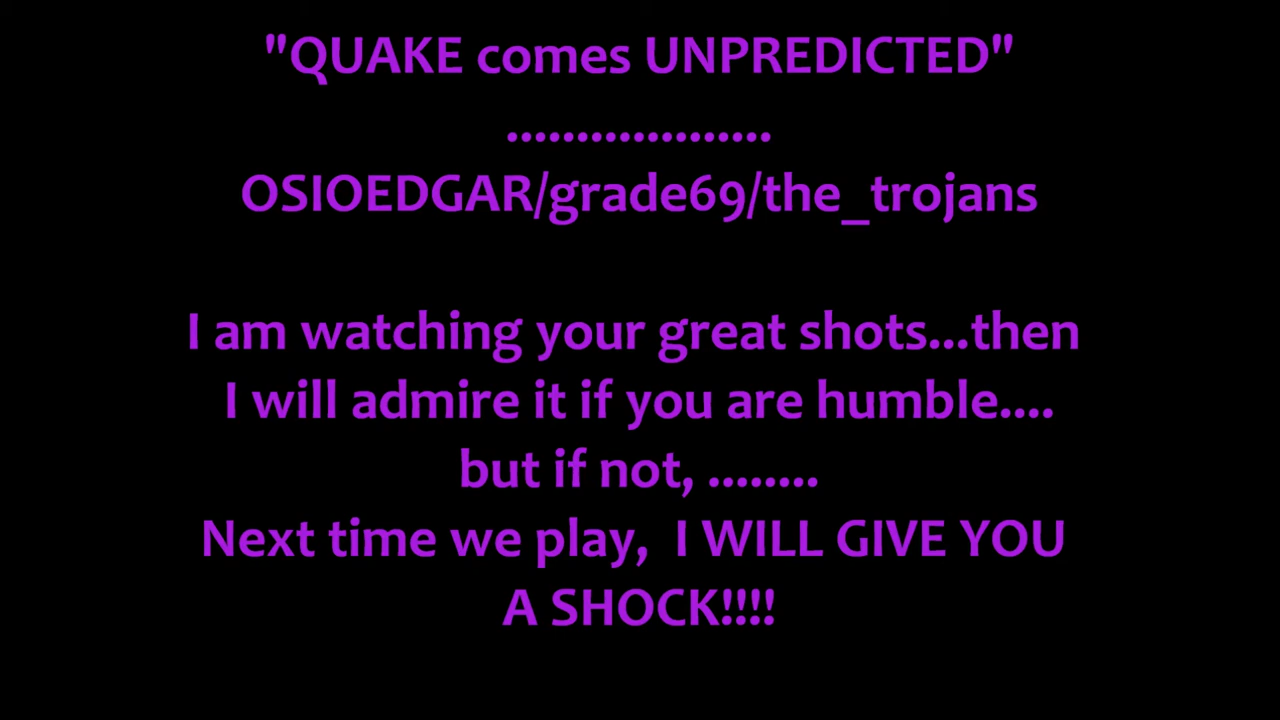 "QUAKE comes UNPREDICTED"
...................
OSIOEDGAR/grade69/the_trojans
I am watching your great shots...then
I will admire it if you are humble....
but if not, ........
Next time we play,  I WILL GIVE YOU
A SHOCK!!!!